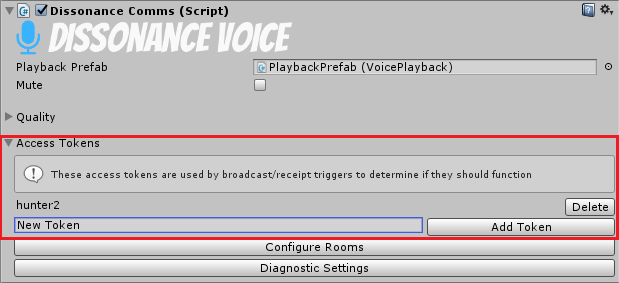 Dissonance Comms (Script)
DISSONANCE VOICE
Playback Prefab PlaybackPrefab (VoicePlayback)
Mute
Quality
Access Tokens
These access tokens are used by broadcast/receipt triggers to determine if they should function
hunter2 Delete
New Token Add Token
Configure Rooms
Diagnostic Settings